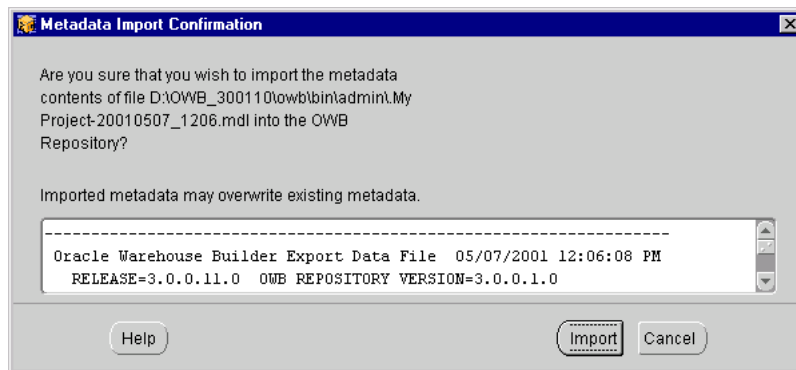 Metadata Import Confirmation
Are you sure that you wish to import the metadata
contents of file D:\OWB_300110\owb\bin\admin\.My
Project-20010507_1206.mdl into the OWB
Repository?
Imported metadata may overwrite existing metadata.
--------------------------------------------------------------------
Oracle Warehouse Builder Export Data File  05/07/2001 12:06:08 PM
RELEASE=3.0.0.11.0  OWB REPOSITORY VERSION=3.0.0.1.0
Help Import Cancel